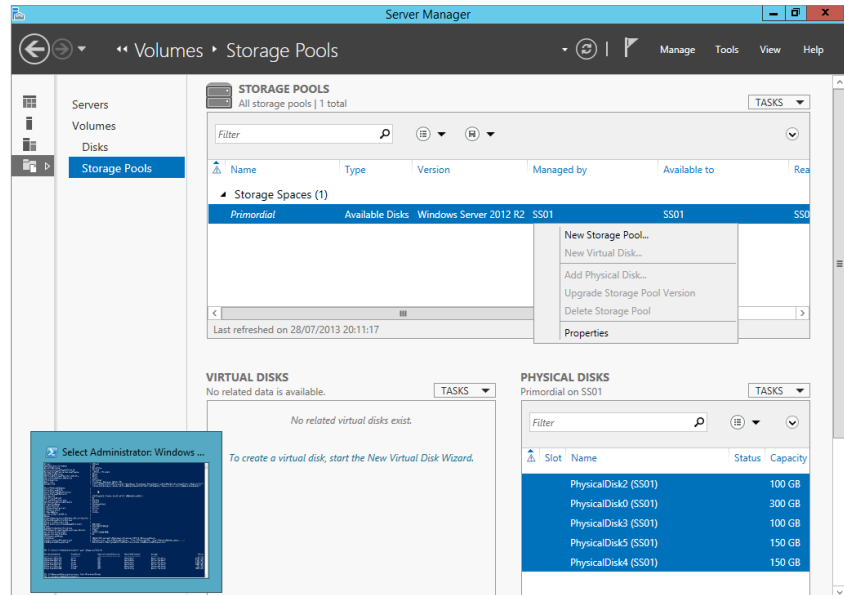 Server Manager
Volumes Storage Pools
Manage Tools View Help
Servers
Volumes
Disks
Storage Pools
STORAGE POOLS
All storage pools | 1 total
TASKS
Filter
Name Type Version Managed by Available to Rea
Storage Spaces (1)
Primordial Available Disks Windows Server 2012 R2 SS01 SS01 SS0
New Storage Pool...
New Virtual Disk...
Add Physical Disk...
Upgrade Storage Pool Version
Delete Storage Pool
Properties
Last refreshed on 28/07/2013 20:11:17
VIRTUAL DISKS
No related data is available.
TASKS
No related virtual disks exist.
To create a virtual disk, start the New Virtual Disk Wizard.
PHYSICAL DISKS
Primordial on SS01
TASKS
Filter
Slot Name Status Capacity
PhysicalDisk2 (SS01) 100 GB
PhysicalDisk0 (SS01) 300 GB
PhysicalDisk3 (SS01) 100 GB
PhysicalDisk5 (SS01) 150 GB
PhysicalDisk4 (SS01) 150 GB
Select Administrator: Windows ...